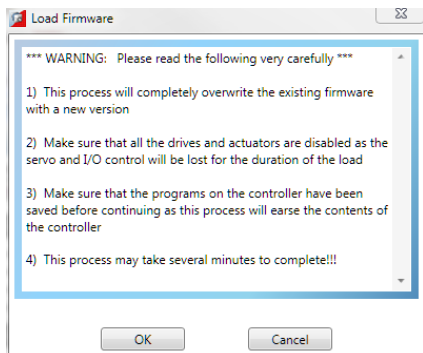 Load Firmware
*** WARNING:   Please read the following very carefully ***
1)  This process will completely overwrite the existing firmware
with a new version
2)  Make sure that all the drives and actuators are disabled as the
servo and I/O control will be lost for the duration of the load
3)  Make sure that the programs on the controller have been
saved before continuing as this process will earse the contents of
the controller
4)  This process may take several minutes to complete!!!
OK
Cancel